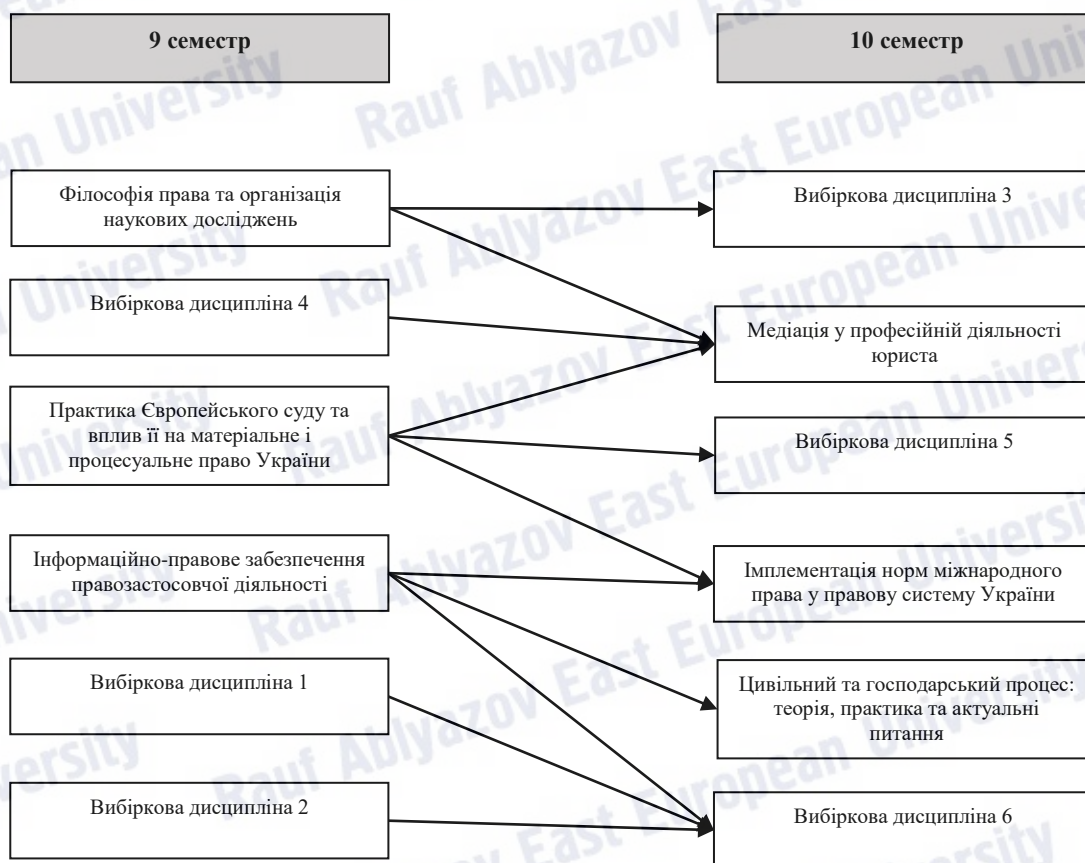 9 семестр
10 семестр
Філософія права та організація
наукових досліджень
Вибіркова дисципліна 3
Вибіркова дисципліна 4
Медіація у професійній діяльності
юриста
Практика Європейського суду та
вплив її на матеріальне і
процесуальне право України
Вибіркова дисципліна 5
Інформаційно-правове забезпечення
правозастосовчої діяльності
Імплементація норм міжнародного
права у правову систему України
Вибіркова дисципліна 1
Цивільний та господарський процес:
теорія, практика та актуальні
питання
Вибіркова дисципліна 2
Вибіркова дисципліна 6
Rauf Ablyazov East European University